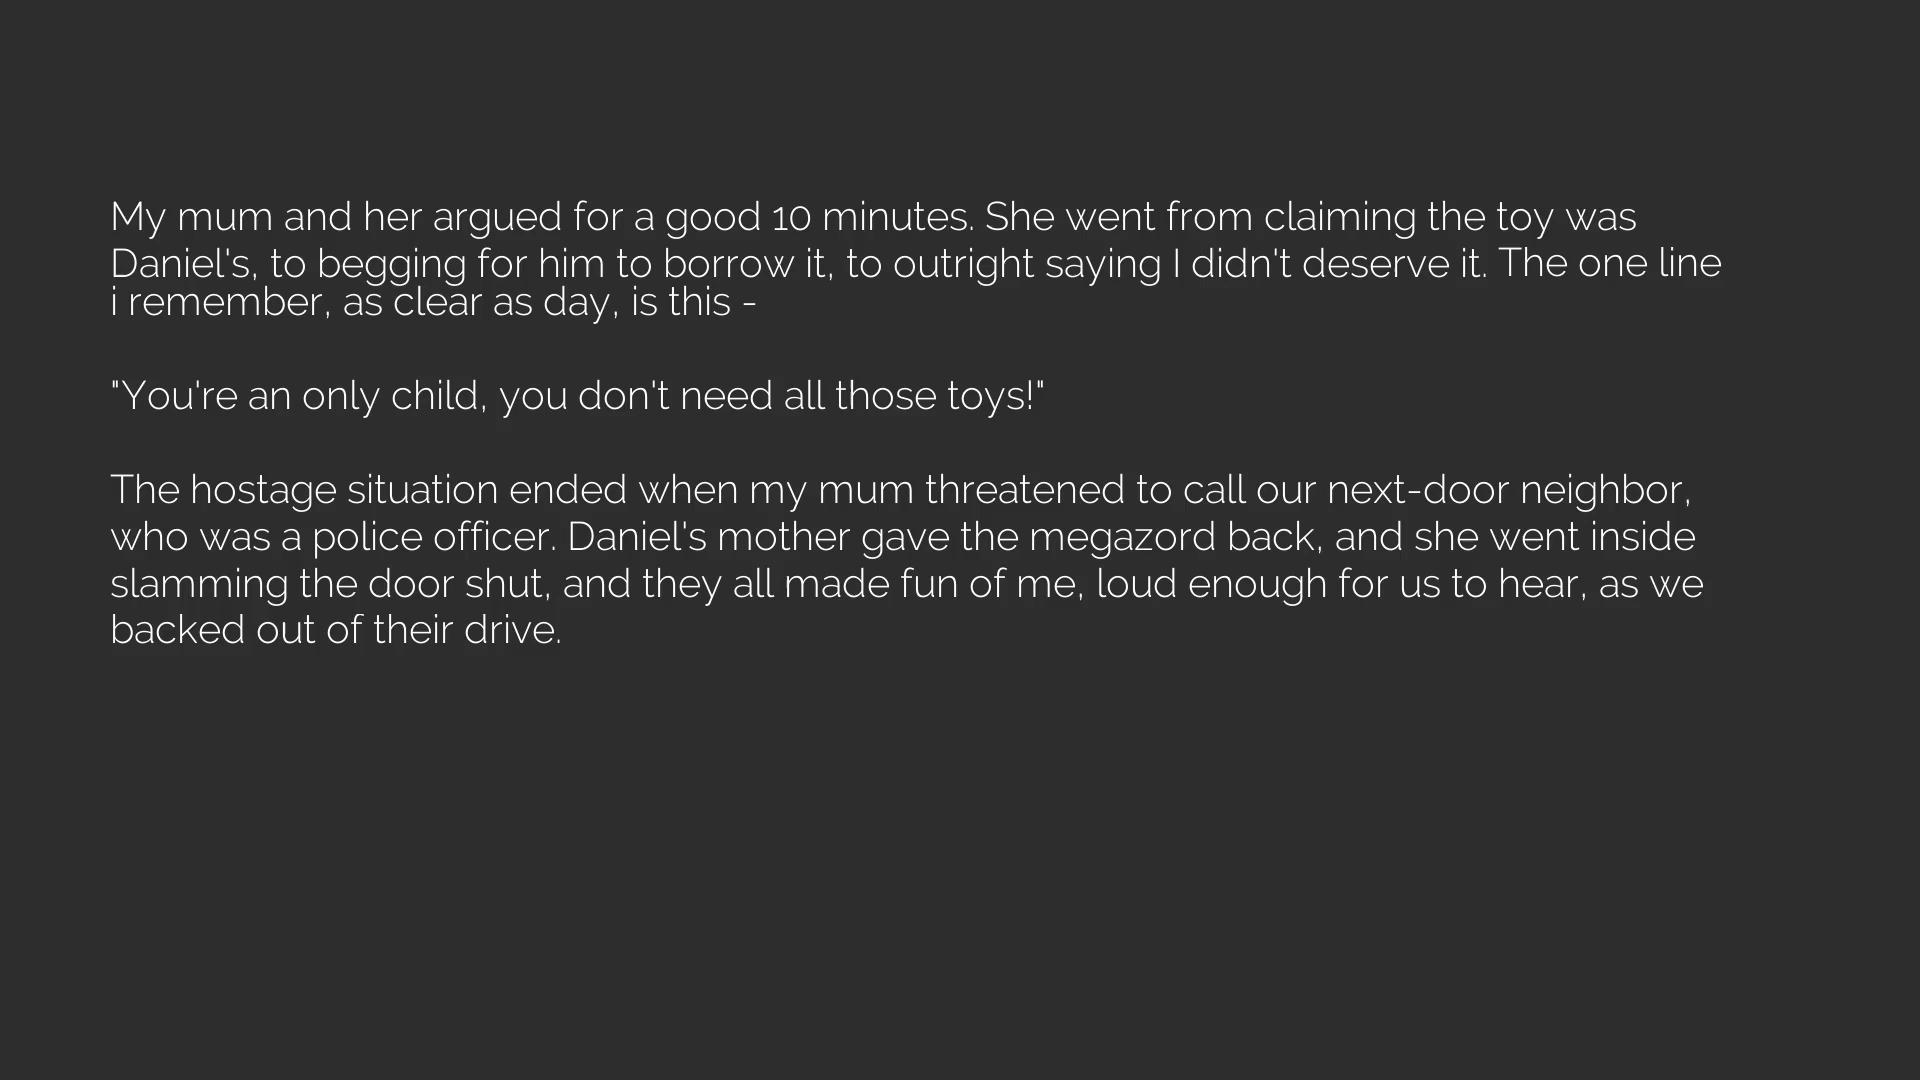 My mum and her argued for a good 10 minutes. She went from claiming the toy was
Daniel's, to begging for him to borrow it, to outright saying I didn't deserve it. The one line
i remember, as clear as day, is this -
"You're an only child, you don't need all those toys!"
The hostage situation ended when my mum threatened to call our next-door neighbor,
who was a police officer. Daniel's mother gave the megazord back, and she went inside
slamming the door shut, and they all made fun of me, loud enough for us to hear, as we
backed out of their drive.